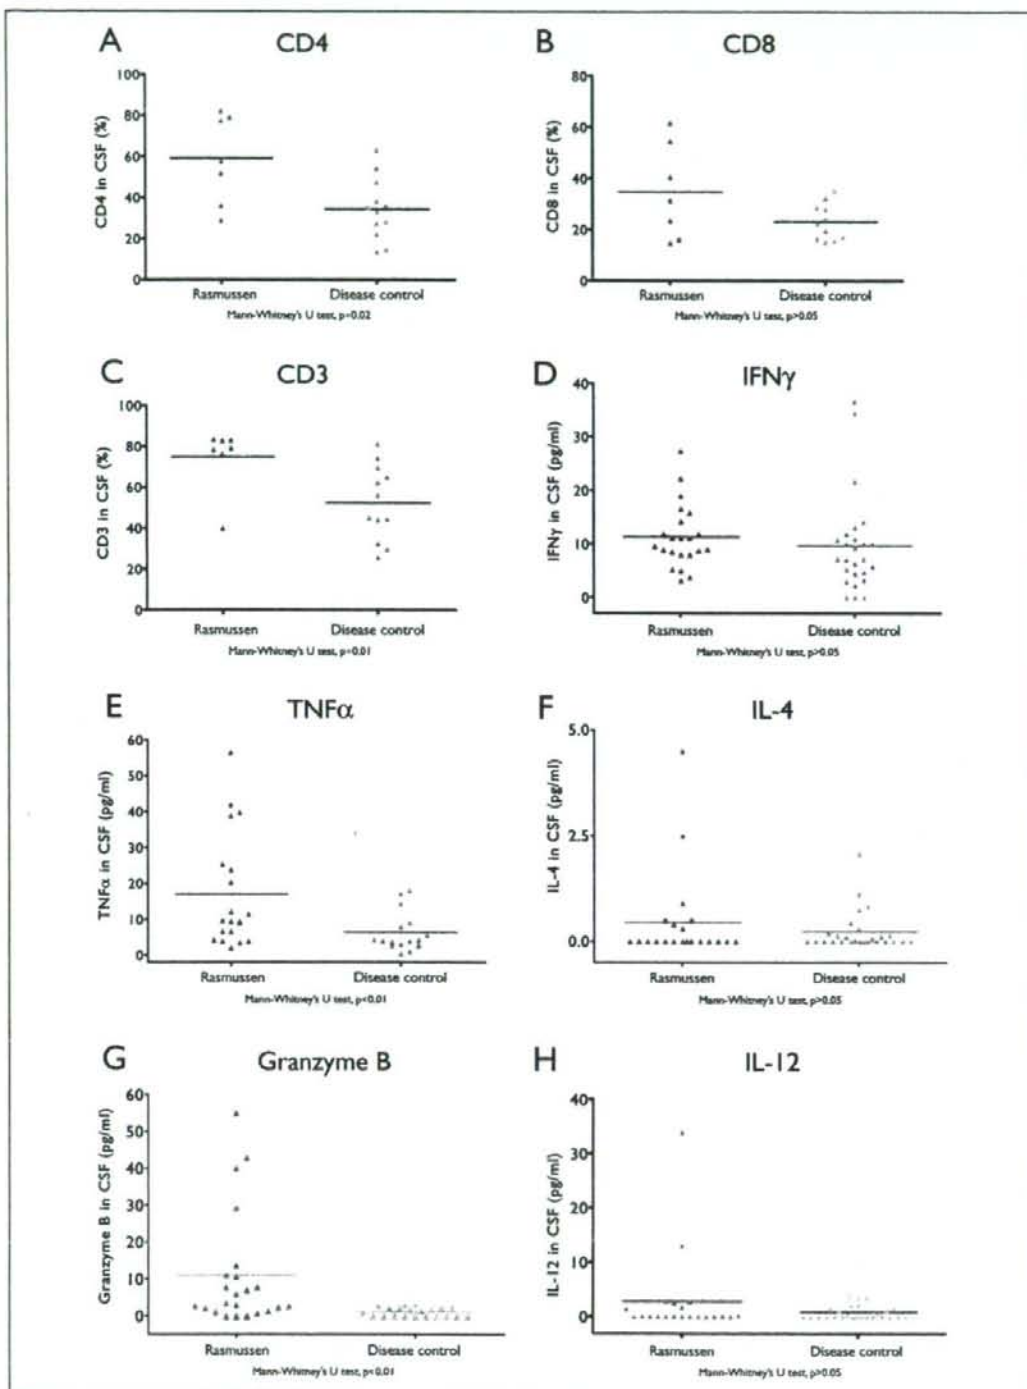 A CD4
100
80
60
40
20
0
CD4 in CSF (%)
Rasmussen Disease control
Mann-Whitney's U test, p=0.02
B CD8
80
60
40
20
0
CD8 in CSF (%)
Rasmussen Disease control
Mann-Whitney's U test, p>0.05
C CD3
100
80
60
40
20
0
CD3 in CSF (%)
Rasmussen Disease control
Mann-Whitney's U test, p=0.01
D IFNγ
40
30
20
10
0
IFNγ in CSF (pg/ml)
Rasmussen Disease control
Mann-Whitney's U test, p>0.05
E TNFα
60
50
40
30
20
10
0
TNFα in CSF (pg/ml)
Rasmussen Disease control
Mann-Whitney's U test, p<0.01
F IL-4
5.0
2.5
0.0
IL-4 in CSF (pg/ml)
Rasmussen Disease control
Mann-Whitney's U test, p>0.05
G Granzyme B
60
50
40
30
20
10
0
Granzyme B in CSF (pg/ml)
Rasmussen Disease control
Mann-Whitney's U test, p<0.01
H IL-12
40
30
20
10
0
IL-12 in CSF (pg/ml)
Rasmussen Disease control
Mann-Whitney's U test, p>0.05